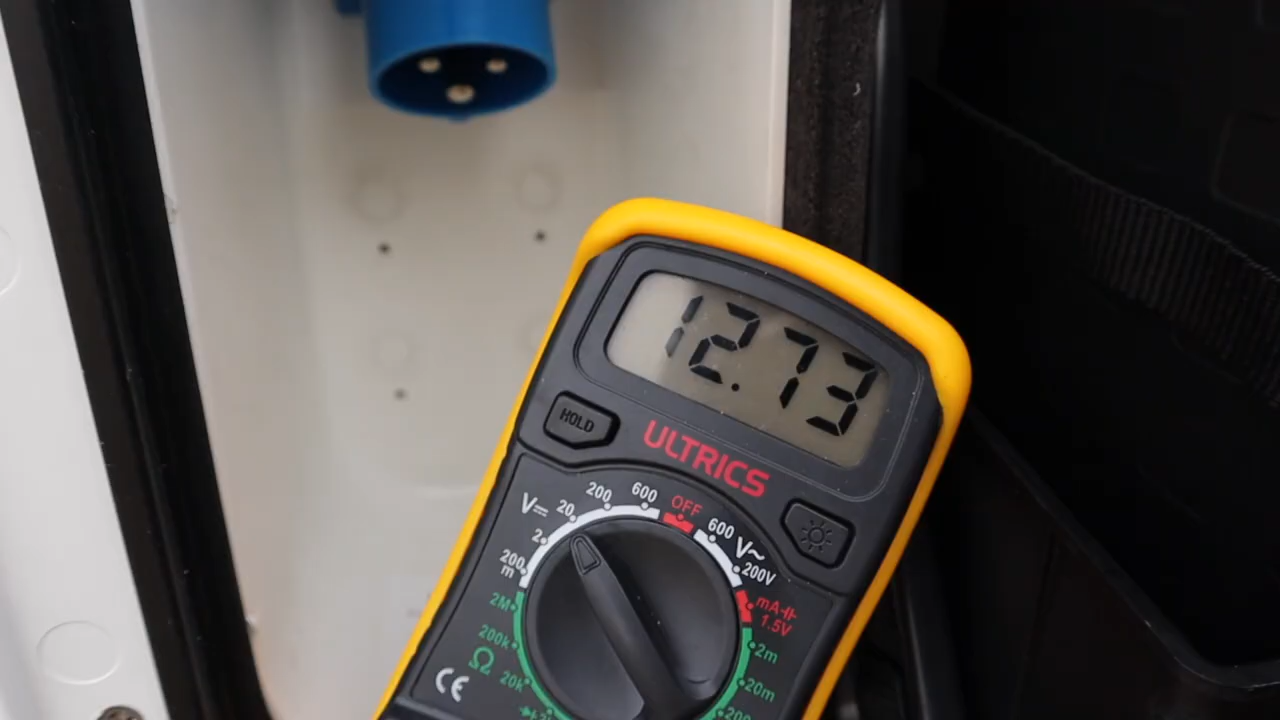 12.73
HOLD
ULTRICS
V⎓ 20 200 600 OFF 600 V~
2 200V
200m
2M
200k
Ω
20k
mA
1.5V
2m
20m
200
CE